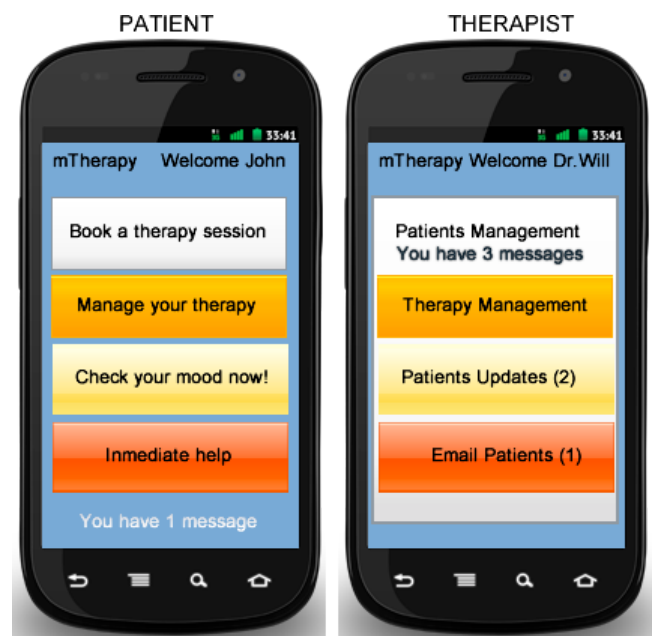 PATIENT
33:41
mTherapy Welcome John
Book a therapy session
Manage your therapy
Check your mood now!
Inmediate help
You have 1 message
THERAPIST
33:41
mTherapy Welcome Dr.Will
Patients Management
You have 3 messages
Therapy Management
Patients Updates (2)
Email Patients (1)